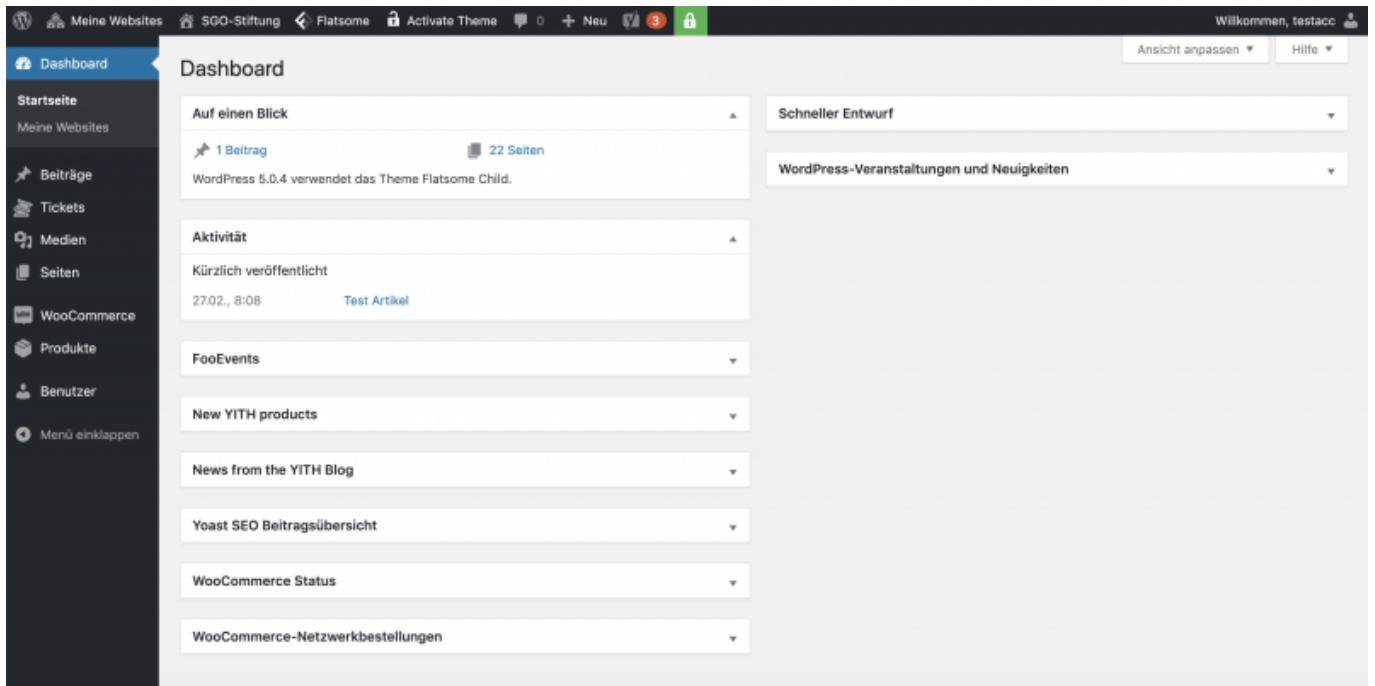 Meine Websites SGO-Stiftung Flatsome Activate Theme 0 Neu 3 Willkommen, testacc
Ansicht anpassen Hilfe
Dashboard
Startseite
Meine Websites
Beiträge
Tickets
Medien
Seiten
WooCommerce
Produkte
Benutzer
Menü einklappen
Dashboard
Auf einen Blick
1 Beitrag 22 Seiten
WordPress 5.0.4 verwendet das Theme Flatsome Child.
Aktivität
Kürzlich veröffentlicht
27.02., 8:08 Test Artikel
FooEvents
New YITH products
News from the YITH Blog
Yoast SEO Beitragsübersicht
WooCommerce Status
WooCommerce-Netzwerkbestellungen
Schneller Entwurf
WordPress-Veranstaltungen und Neuigkeiten